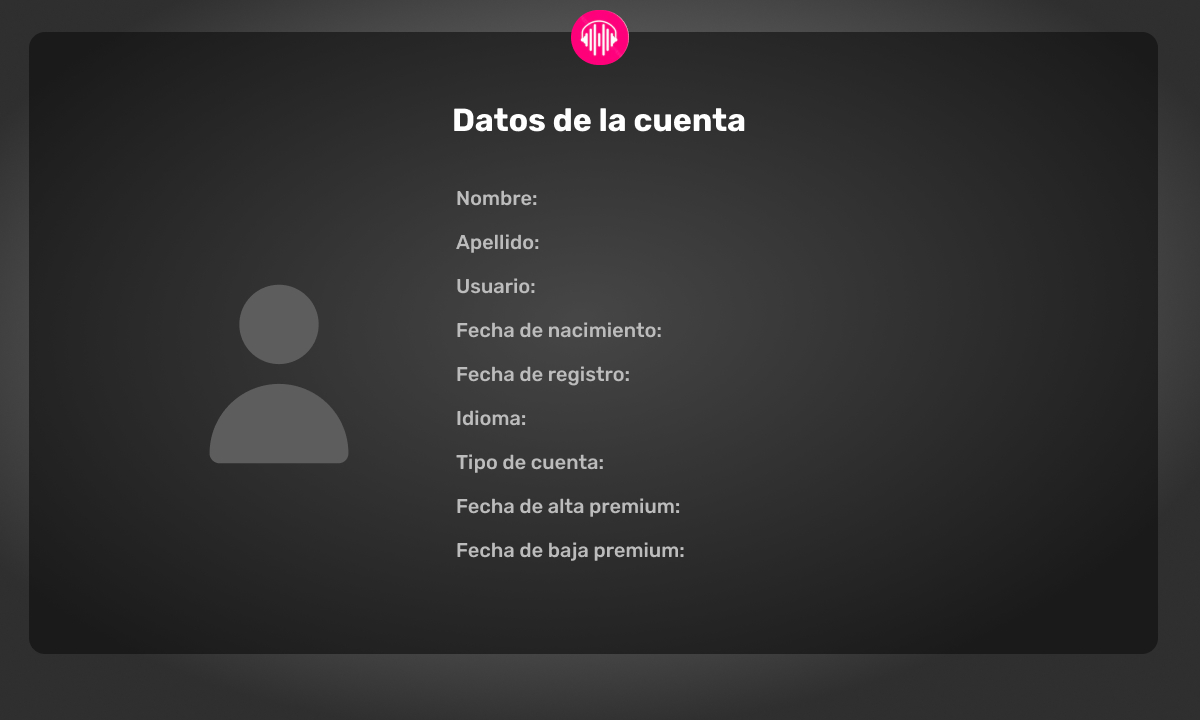 Datos de la cuenta
Nombre:
Apellido:
Usuario:
Fecha de nacimiento:
Fecha de registro:
Idioma:
Tipo de cuenta:
Fecha de alta premium:
Fecha de baja premium: